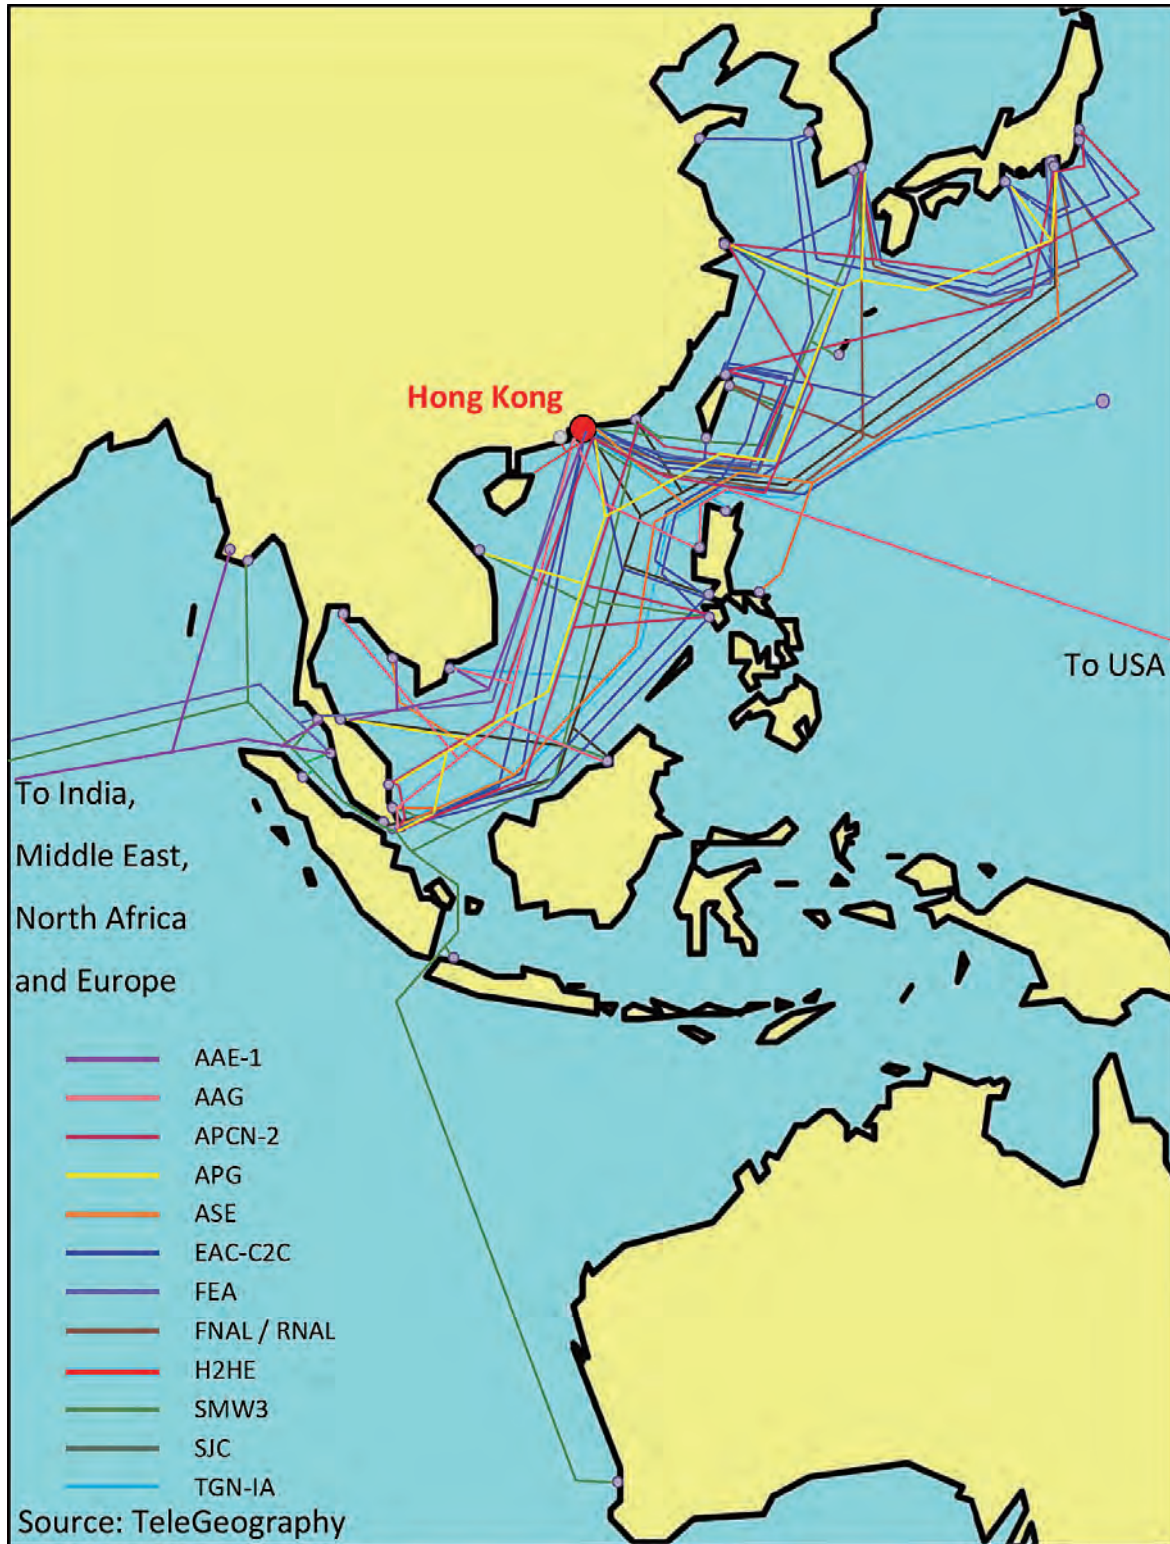 Hong Kong
To USA
To India,
Middle East,
North Africa
and Europe
AAE-1
AAG
APCN-2
APG
ASE
EAC-C2C
FEA
FNAL / RNAL
H2HE
SMW3
SJC
TGN-IA
Source: TeleGeography